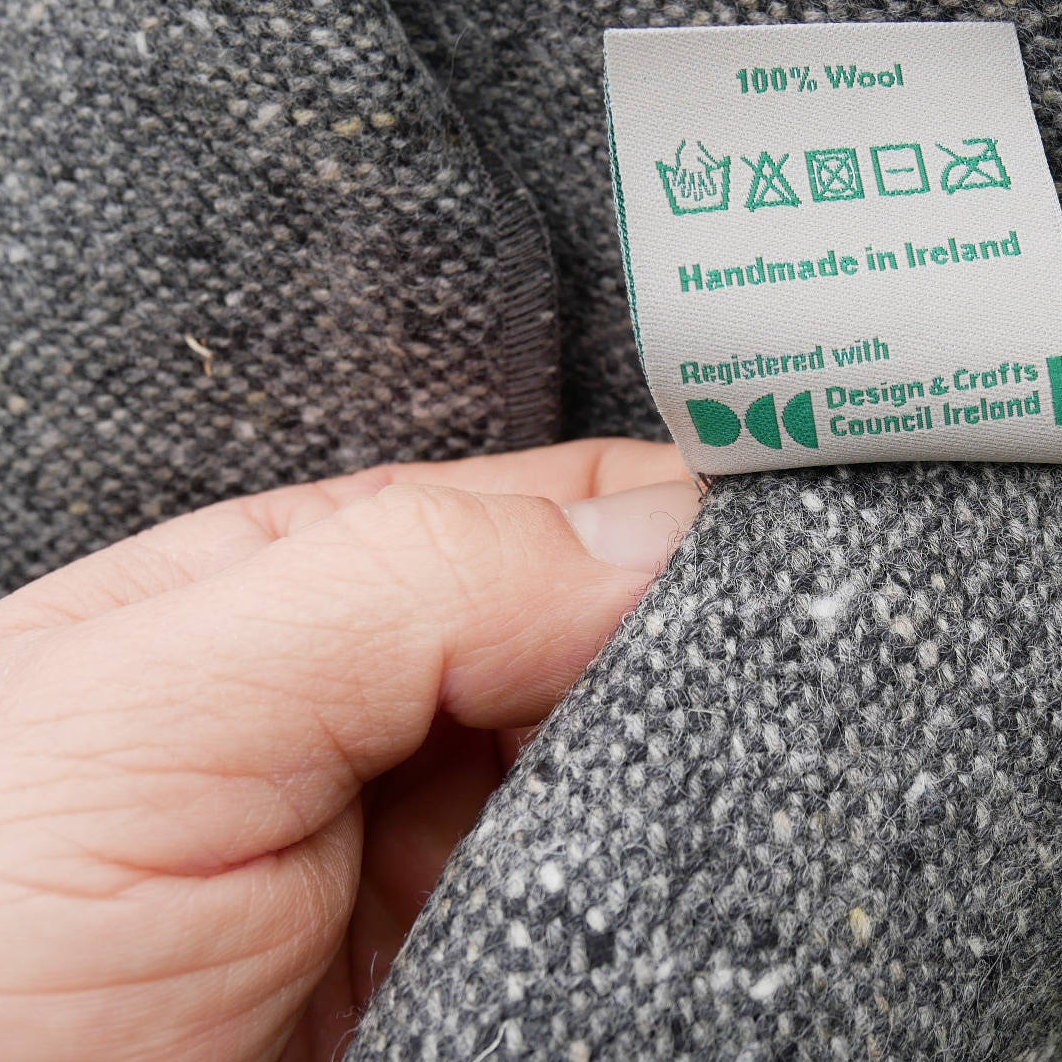 100% Wool
Handmade in Ireland
Registered with
Design & Crafts
Council Ireland